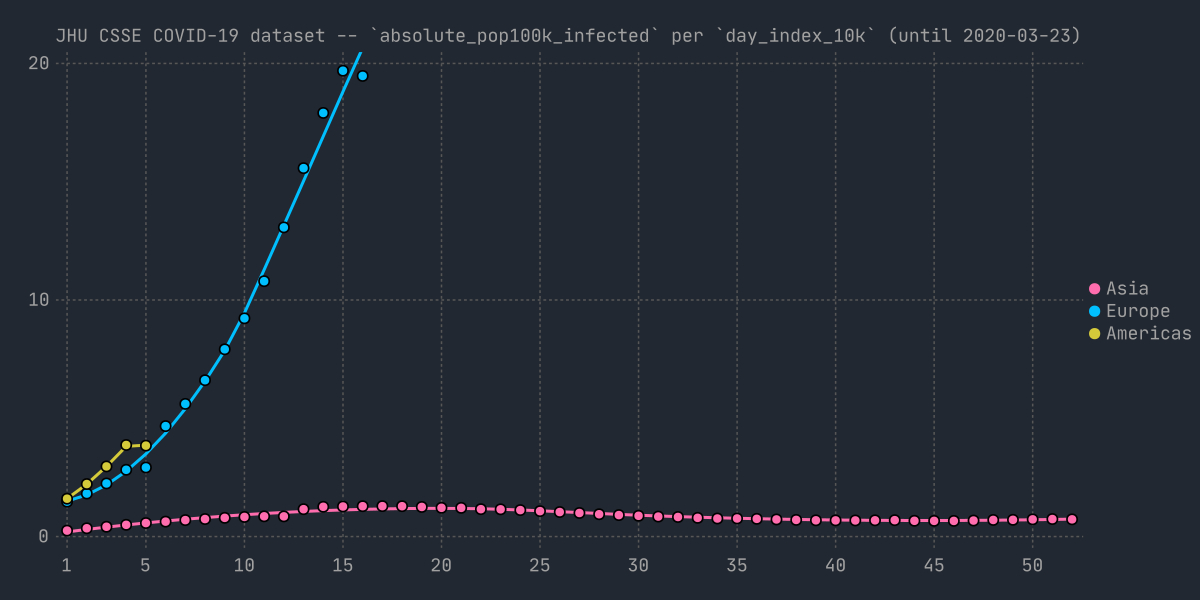 JHU CSSE COVID-19 dataset -- `absolute_pop100k_infected` per `day_index_10k` (until 2020-03-23)
20
10
0
1 5 10 15 20 25 30 35 40 45 50
Asia
Europe
Americas